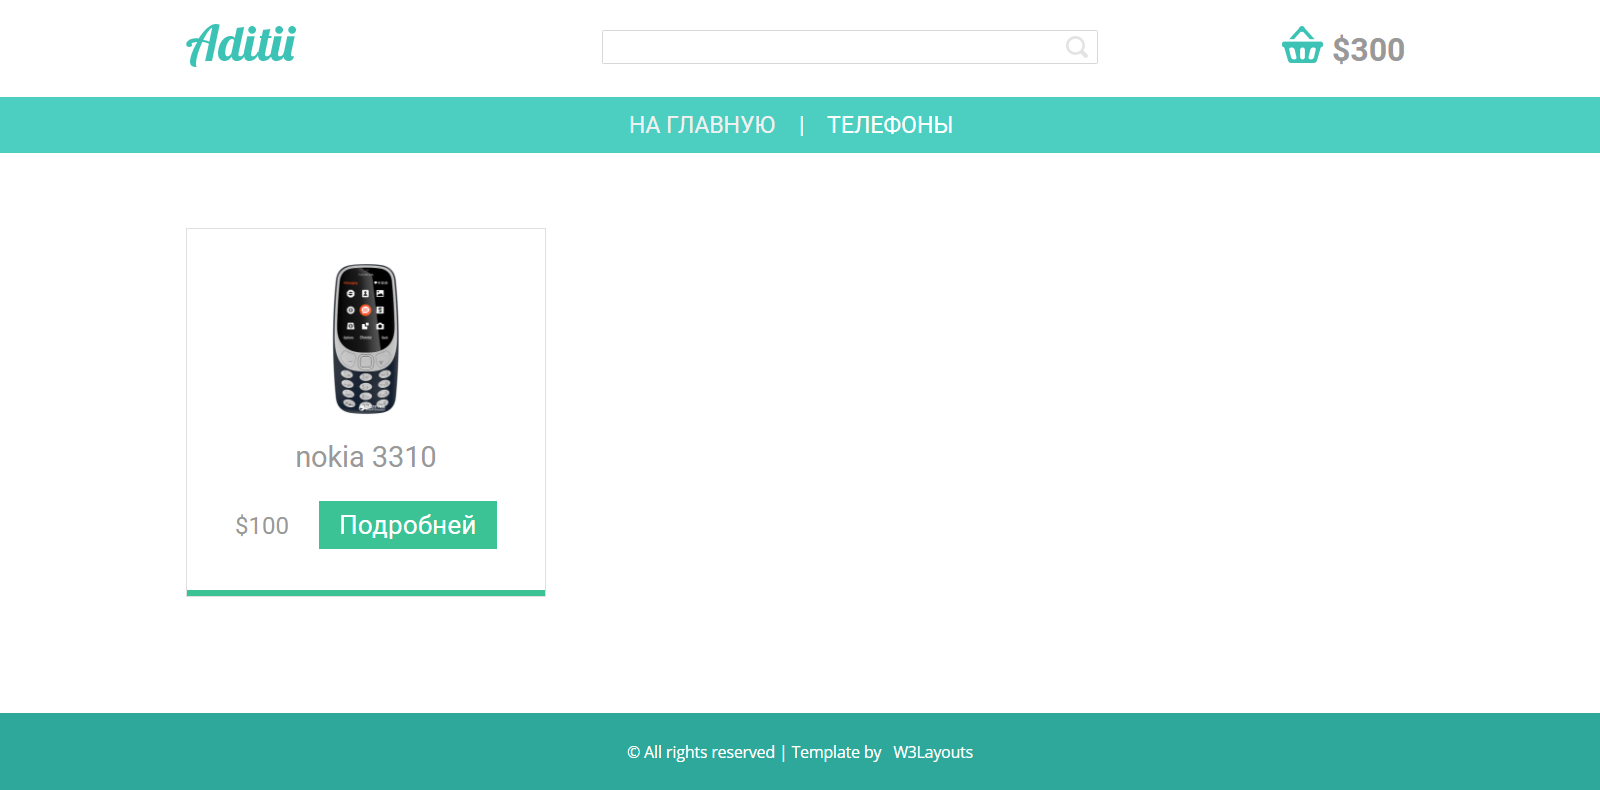 Aditii
$300
НА ГЛАВНУЮ | ТЕЛЕФОНЫ
nokia 3310
$100 Подробней
© All rights reserved | Template by W3Layouts